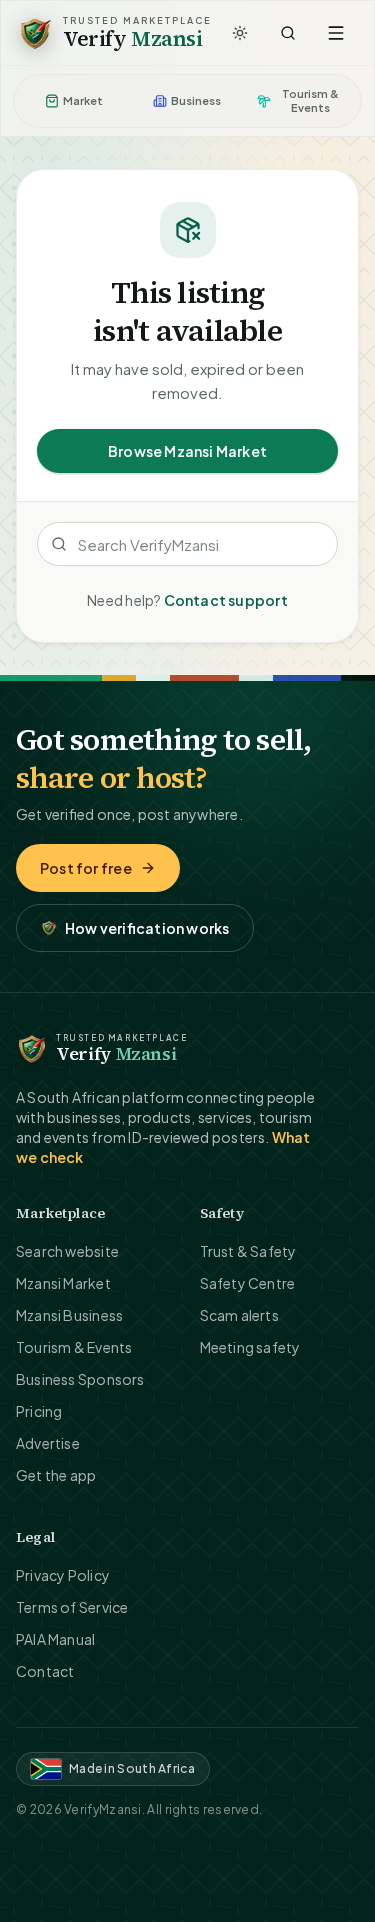 TRUSTED MARKETPLACE
Verify Mzansi
Market
Business
Tourism &
Events
This listing
isn't available
It may have sold, expired or been
removed.
Browse Mzansi Market
Search VerifyMzansi
Need help? Contact support
Got something to sell,
share or host?
Get verified once, post anywhere.
Post for free
How verification works
TRUSTED MARKETPLACE
Verify Mzansi
A South African platform connecting people
with businesses, products, services, tourism
and events from ID-reviewed posters. What
we check
Marketplace
Search website
Mzansi Market
Mzansi Business
Tourism & Events
Business Sponsors
Pricing
Advertise
Get the app
Safety
Trust & Safety
Safety Centre
Scam alerts
Meeting safety
Legal
Privacy Policy
Terms of Service
PAIA Manual
Contact
Made in South Africa
© 2026 VerifyMzansi. All rights reserved.